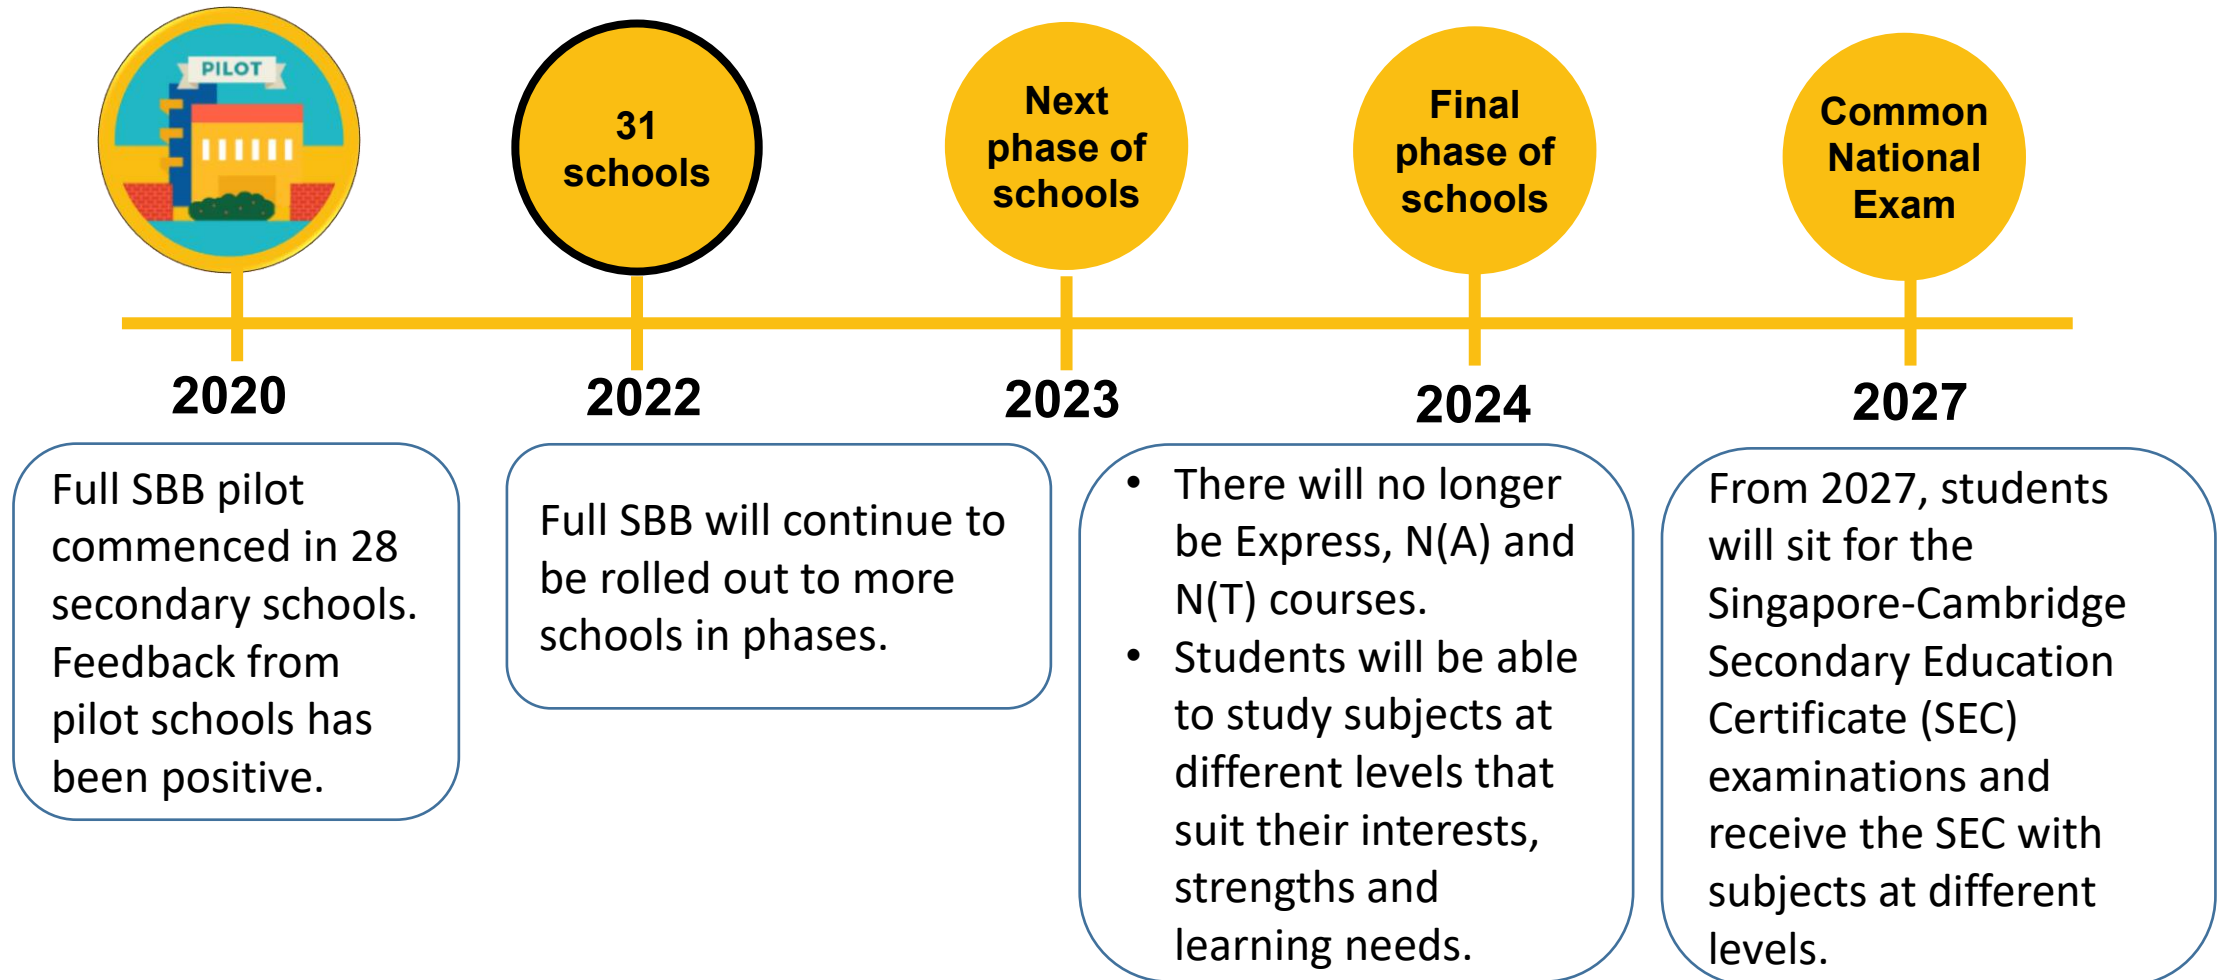 PILOT
31
schools
Next
phase of
schools
Final
phase of
schools
Common
National
Exam
2020
2022
2023
2024
2027
Full SBB pilot
commenced in 28
secondary schools.
Feedback from
pilot schools has
been positive.
Full SBB will continue to
be rolled out to more
schools in phases.
• There will no longer
be Express, N(A) and
N(T) courses.
• Students will be able
to study subjects at
different levels that
suit their interests,
strengths and
learning needs.
From 2027, students
will sit for the
Singapore-Cambridge
Secondary Education
Certificate (SEC)
examinations and
receive the SEC with
subjects at different
levels.